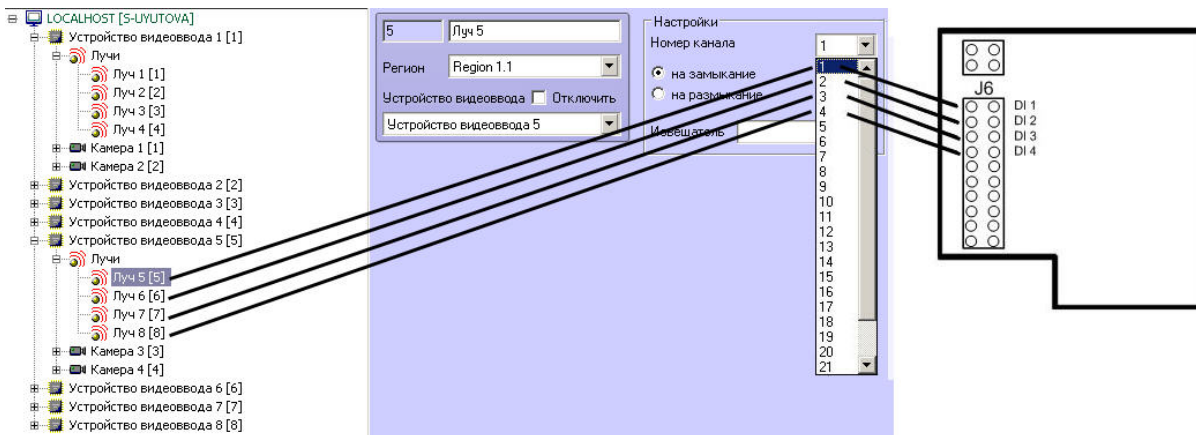 LOCALHOST [S-UYUTOVA]
Устройство видеоввода 1 [1]
Лучи
Луч 1 [1]
Луч 2 [2]
Луч 3 [3]
Луч 4 [4]
Камера 1 [1]
Камера 2 [2]
Устройство видеоввода 2 [2]
Устройство видеоввода 3 [3]
Устройство видеоввода 4 [4]
Устройство видеоввода 5 [5]
Лучи
Луч 5 [5]
Луч 6 [6]
Луч 7 [7]
Луч 8 [8]
Камера 3 [3]
Камера 4 [4]
Устройство видеоввода 6 [6]
Устройство видеоввода 7 [7]
Устройство видеоввода 8 [8]
5 Луч 5
Регион Region 1.1
Устройство видеоввода Отключить
Устройство видеоввода 5
Настройки
Номер канала 1
на замыкание
на размыкание
Извещатель
1
2
3
4
5
6
7
8
9
10
11
12
13
14
15
16
17
18
19
20
21
J6
DI 1
DI 2
DI 3
DI 4